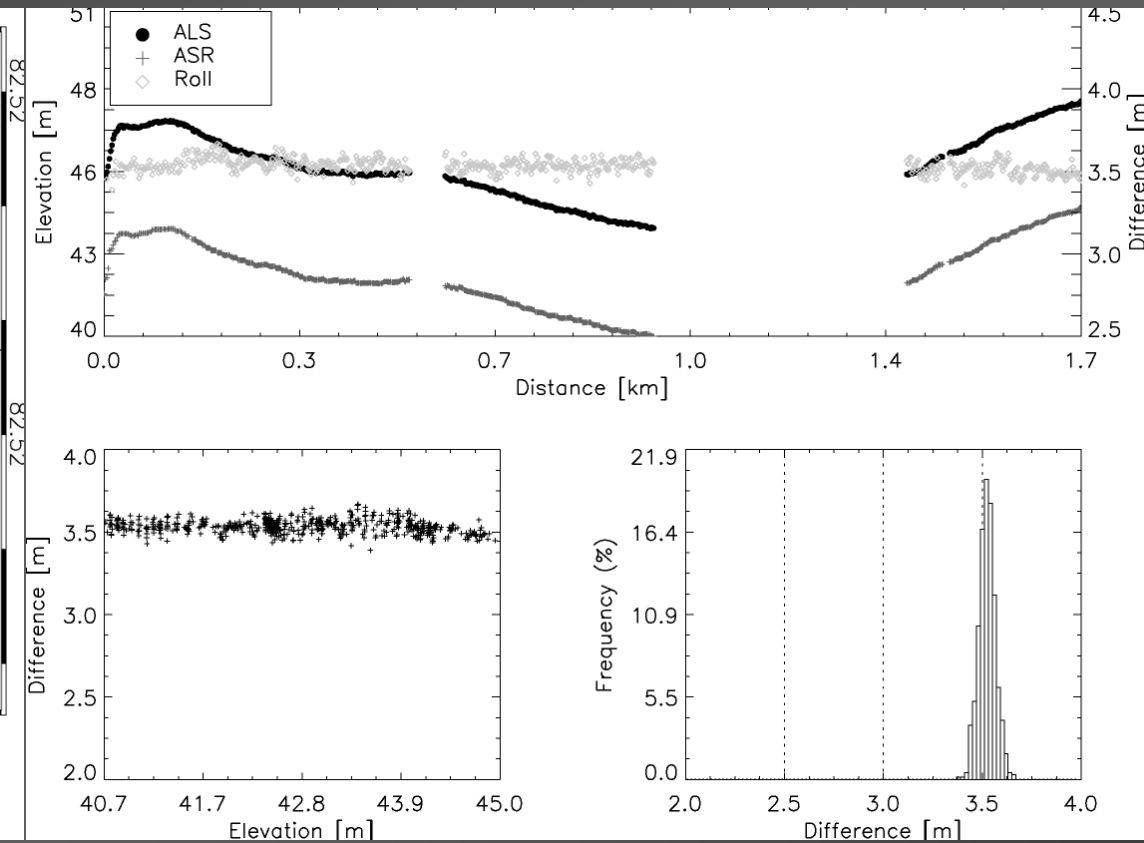 51
4.5
ALS
ASR
Roll
82.52
48
4.0
Elevation [m]
Difference [m]
46
3.5
43
3.0
40
2.5
0.0 0.3 0.7 1.0 1.4 1.7
Distance [km]
82.52
4.0
3.5
3.0
2.5
2.0
Difference [m]
40.7 41.7 42.8 43.9 45.0
Elevation [m]
21.9
16.4
10.9
5.5
0.0
Frequency (%)
2.0 2.5 3.0 3.5 4.0
Difference [m]